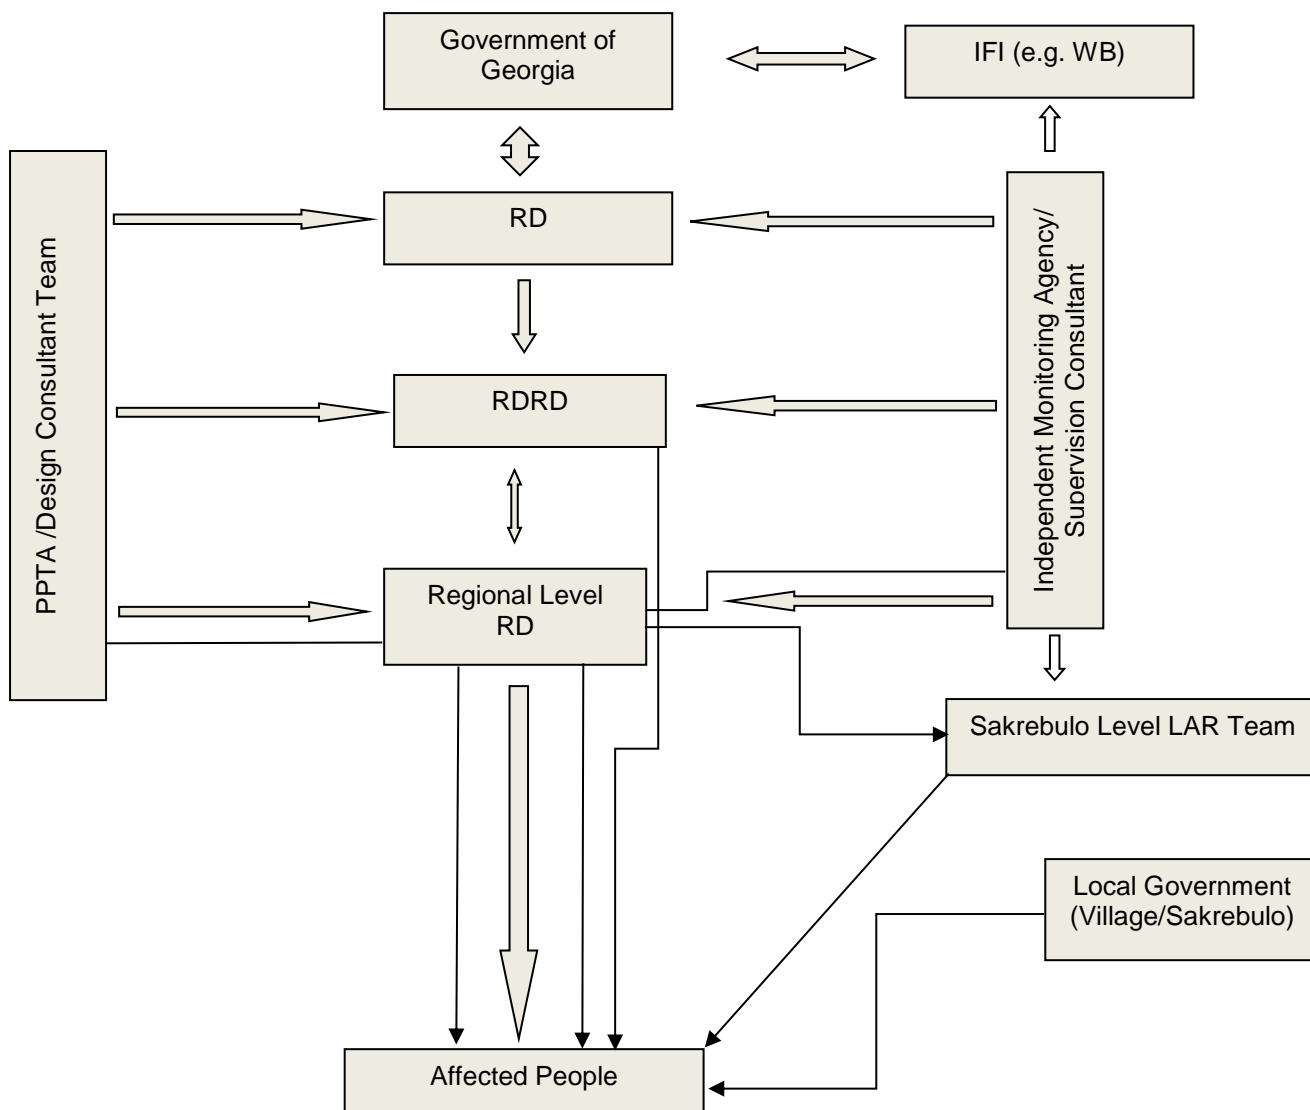 Government of
Georgia
IFI (e.g. WB)
RD
PPTA /Design Consultant Team
Independent Monitoring Agency/
Supervision Consultant
RDRD
Regional Level
RD
Sakrebulo Level LAR Team
Local Government
(Village/Sakrebulo)
Affected People